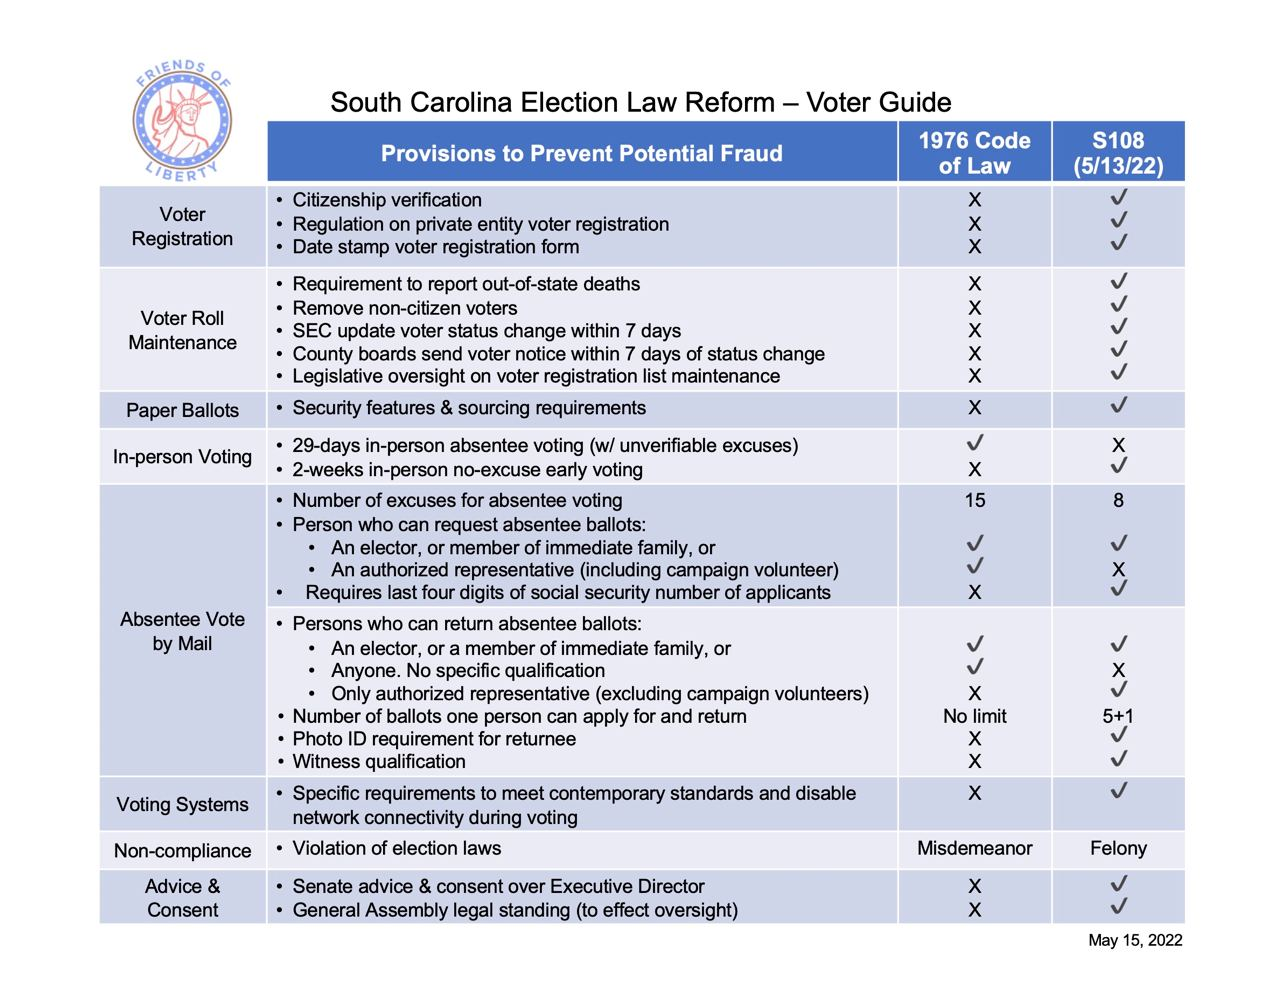 FRIENDS OF
LIBERTY
South Carolina Election Law Reform – Voter Guide
Provisions to Prevent Potential Fraud
1976 Code
of Law
S108
(5/13/22)
Voter
Registration
• Citizenship verification X ✓
• Regulation on private entity voter registration X ✓
• Date stamp voter registration form X ✓
Voter Roll
Maintenance
• Requirement to report out-of-state deaths X ✓
• Remove non-citizen voters X ✓
• SEC update voter status change within 7 days X ✓
• County boards send voter notice within 7 days of status change X ✓
• Legislative oversight on voter registration list maintenance X ✓
Paper Ballots
• Security features & sourcing requirements X ✓
In-person Voting
• 29-days in-person absentee voting (w/ unverifiable excuses) ✓ X
• 2-weeks in-person no-excuse early voting X ✓
Absentee Vote
by Mail
• Number of excuses for absentee voting 15 8
• Person who can request absentee ballots:
• An elector, or member of immediate family, or ✓ ✓
• An authorized representative (including campaign volunteer) ✓ X
• Requires last four digits of social security number of applicants X ✓
• Persons who can return absentee ballots:
• An elector, or a member of immediate family, or ✓ ✓
• Anyone. No specific qualification ✓ X
• Only authorized representative (excluding campaign volunteers) X ✓
• Number of ballots one person can apply for and return No limit 5+1
• Photo ID requirement for returnee X ✓
• Witness qualification X ✓
Voting Systems
• Specific requirements to meet contemporary standards and disable X ✓
network connectivity during voting
Non-compliance
• Violation of election laws Misdemeanor Felony
Advice &
Consent
• Senate advice & consent over Executive Director X ✓
• General Assembly legal standing (to effect oversight) X ✓
May 15, 2022